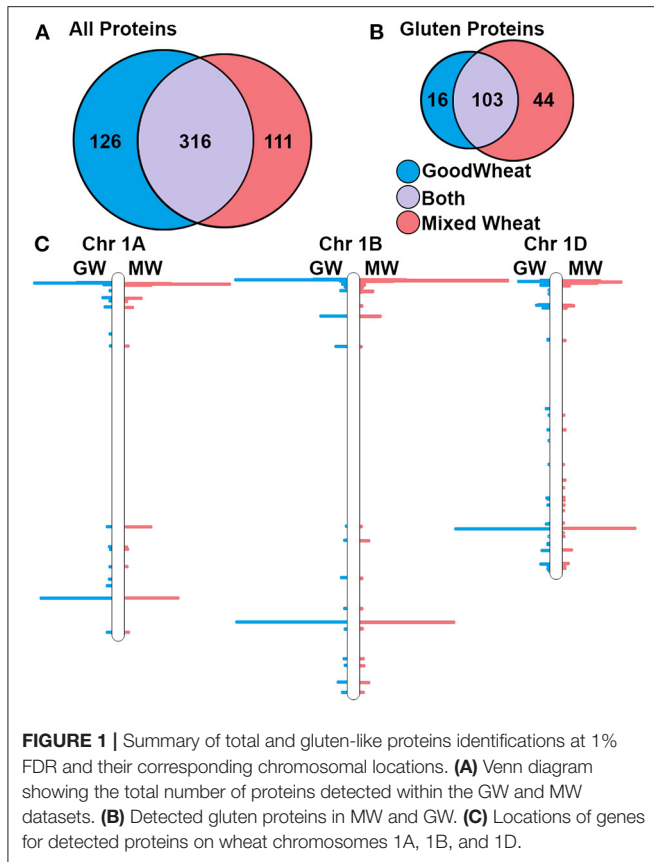 A All Proteins
B Gluten Proteins
126 316 111
16 103 44
GoodWheat
Both
Mixed Wheat
C
Chr 1A Chr 1B Chr 1D
GW MW GW MW GW MW
FIGURE 1 | Summary of total and gluten-like proteins identifications at 1%
FDR and their corresponding chromosomal locations. (A) Venn diagram
showing the total number of proteins detected within the GW and MW
datasets. (B) Detected gluten proteins in MW and GW. (C) Locations of genes
for detected proteins on wheat chromosomes 1A, 1B, and 1D.